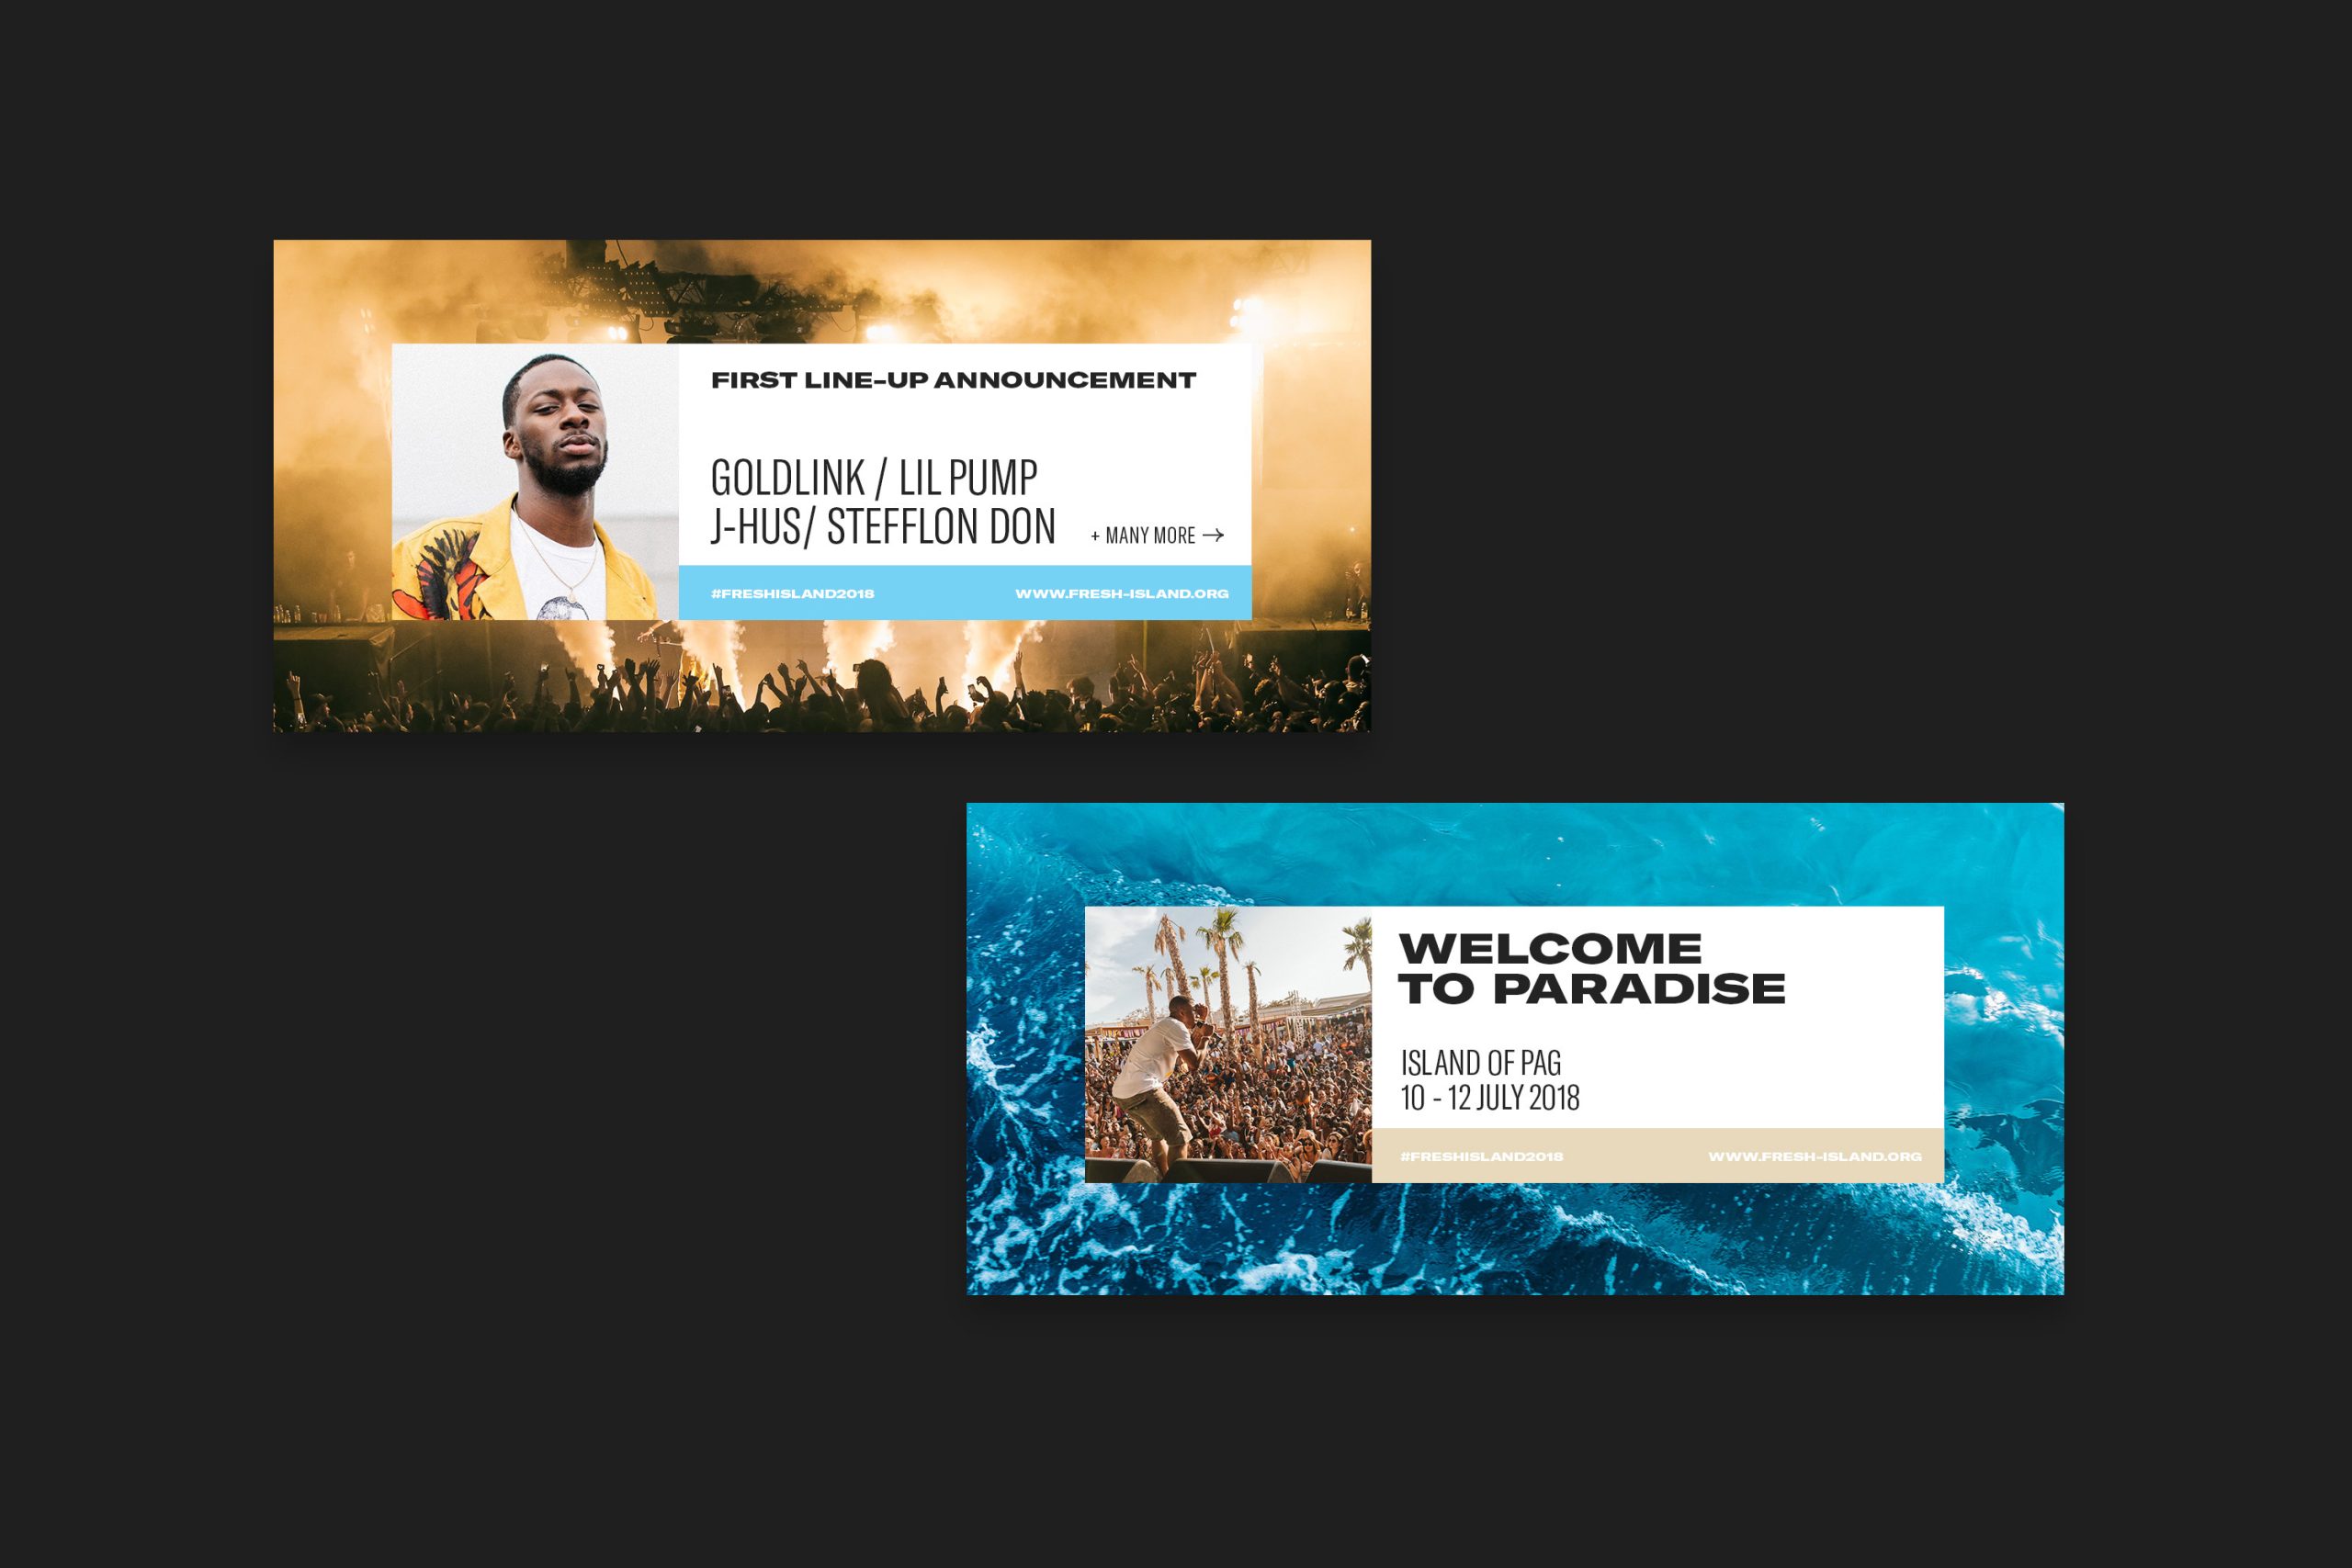 FIRST LINE-UP ANNOUNCEMENT
GOLDLINK / LIL PUMP
J-HUS/ STEFFLON DON
+ MANY MORE →
#FRESHISLAND2018
WWW.FRESH-ISLAND.ORG
WELCOME
TO PARADISE
ISLAND OF PAG
10 - 12 JULY 2018
#FRESHISLAND2018
WWW.FRESH-ISLAND.ORG